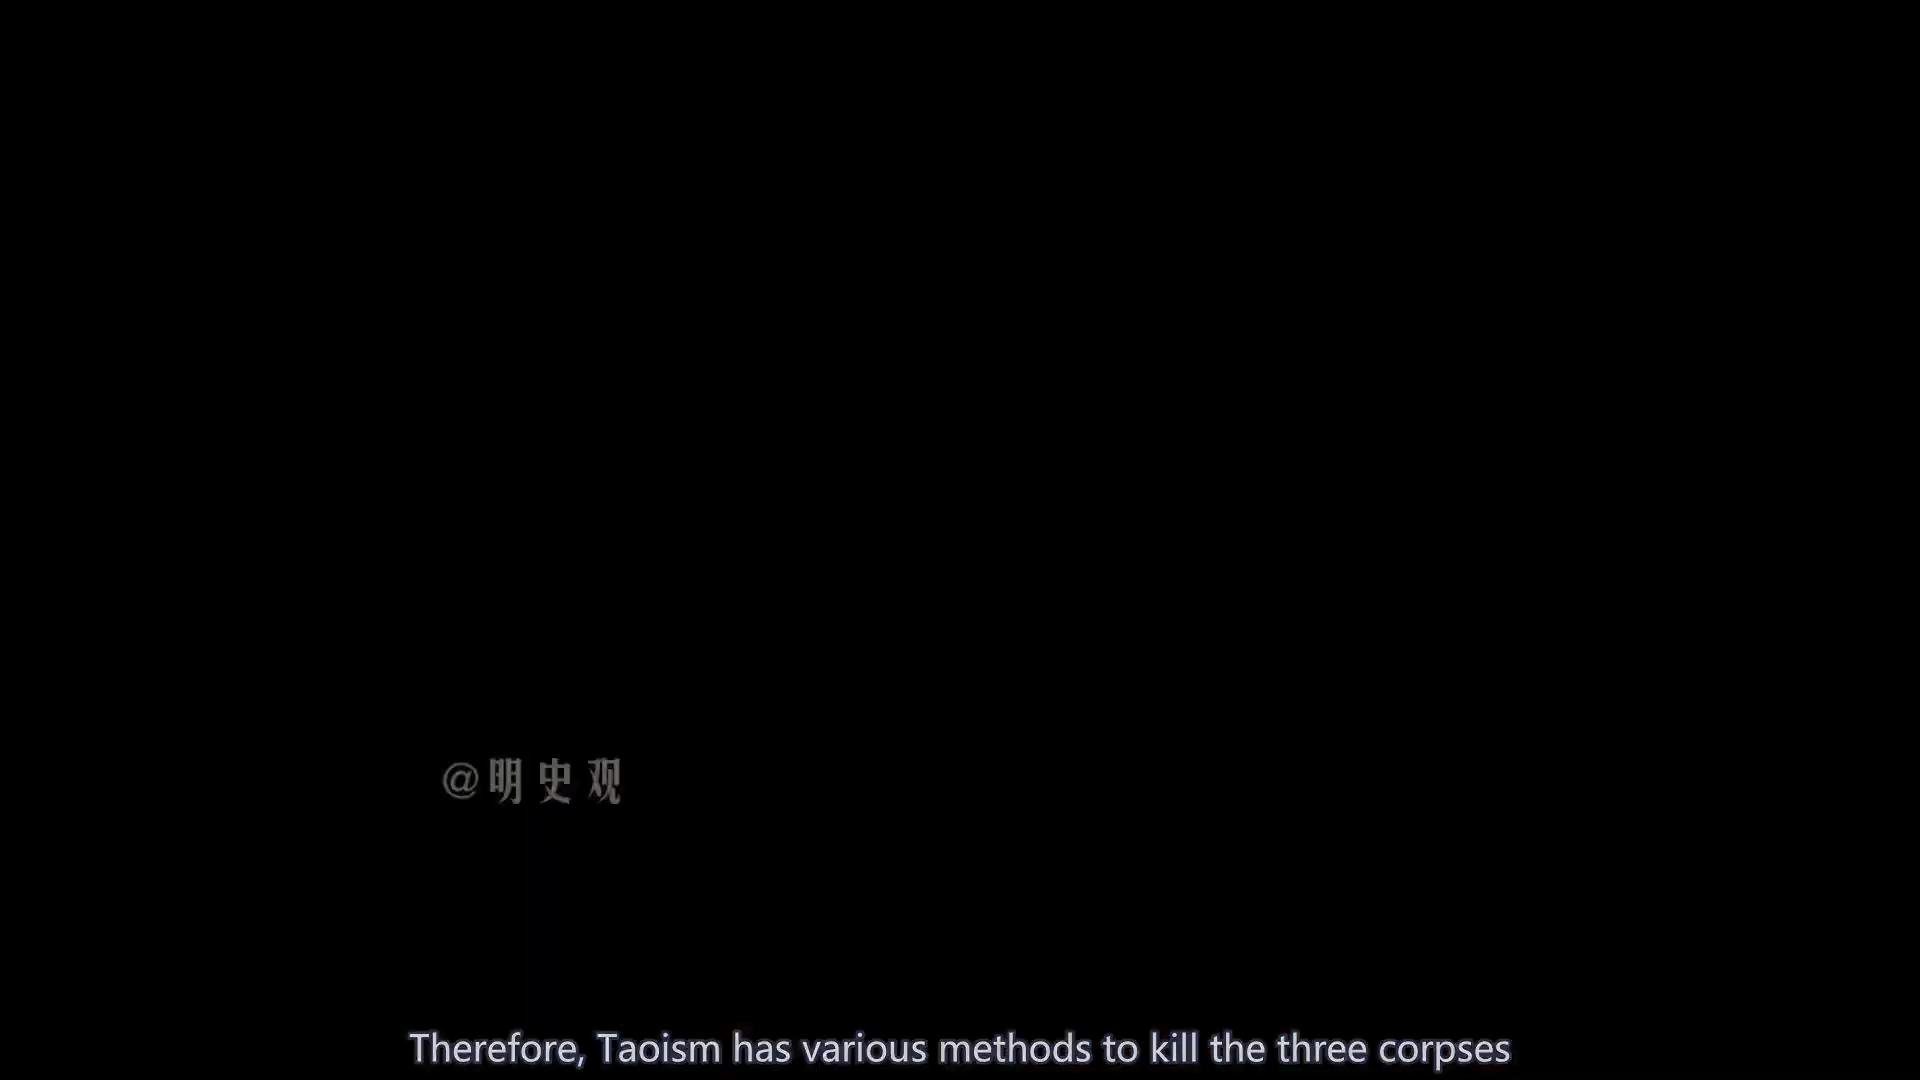 @明史观
Therefore, Taoism has various methods to kill the three corpses